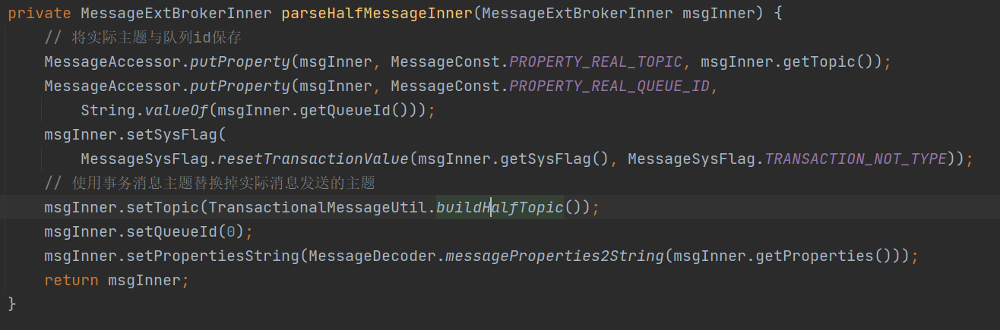 private MessageExtBrokerInner parseHalfMessageInner(MessageExtBrokerInner msgInner) {
// 将实际主题与队列id保存
MessageAccessor.putProperty(msgInner, MessageConst.PROPERTY_REAL_TOPIC, msgInner.getTopic());
MessageAccessor.putProperty(msgInner, MessageConst.PROPERTY_REAL_QUEUE_ID,
String.valueOf(msgInner.getQueueId()));
msgInner.setSysFlag(
MessageSysFlag.resetTransactionValue(msgInner.getSysFlag(), MessageSysFlag.TRANSACTION_NOT_TYPE));
// 使用事务消息主题替换掉实际消息发送的主题
msgInner.setTopic(TransactionalMessageUtil.buildHalfTopic());
msgInner.setQueueId(0);
msgInner.setPropertiesString(MessageDecoder.messageProperties2String(msgInner.getProperties()));
return msgInner;
}